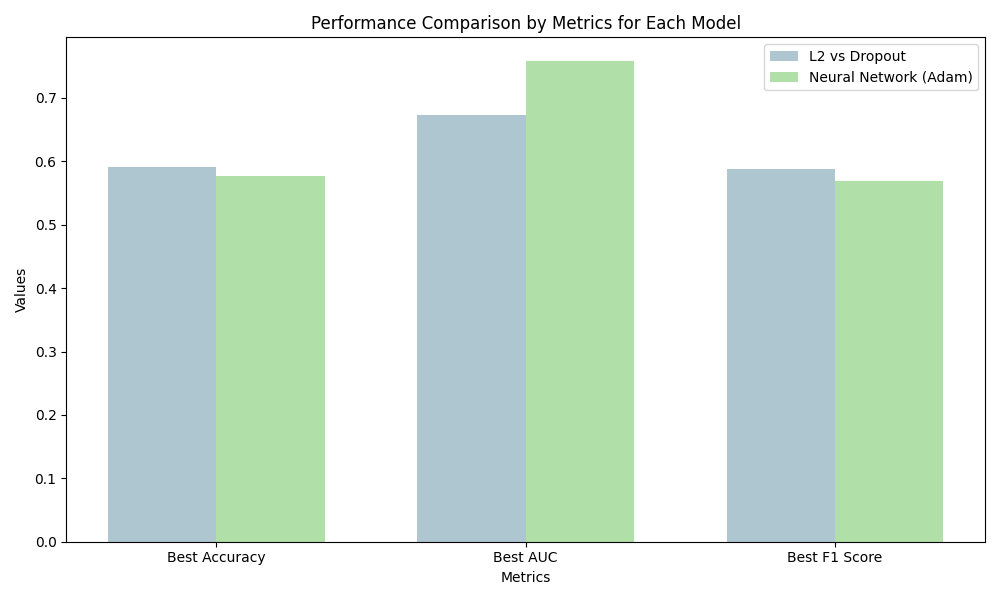 Performance Comparison by Metrics for Each Model
L2 vs Dropout
Neural Network (Adam)
Values
0.7
0.6
0.5
0.4
0.3
0.2
0.1
0.0
Best Accuracy
Best AUC
Best F1 Score
Metrics